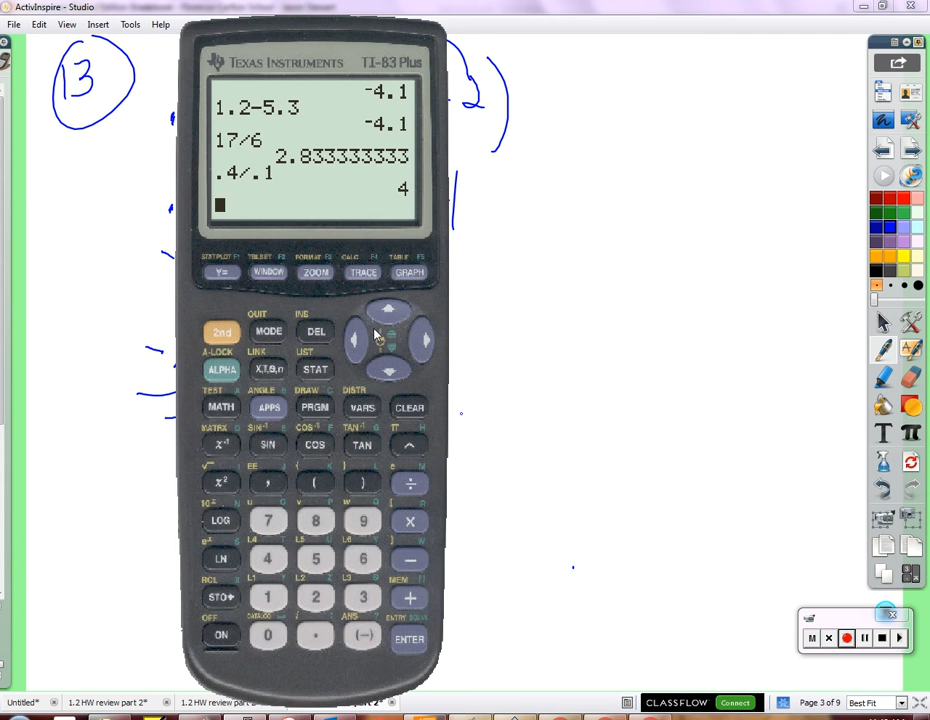 ActivInspire - Studio
File Edit View Insert Tools Help
13
2)
TEXAS INSTRUMENTS TI-83 Plus
-4.1
1.2-5.3
-4.1
17/6
2.833333333
.4/.1
4
STAT PLOT F1 TBLSET F2 FORMAT F3 CALC F4 TABLE F5
Y= WINDOW ZOOM TRACE GRAPH
QUIT INS
2nd MODE DEL
A-LOCK LINK LIST
ALPHA X,T,θ,n STAT
TEST A ANGLE B DRAW C DISTR
MATH APPS PRGM VARS CLEAR
MATRX D SIN-1 E COS-1 F TAN-1 G π H
x-1 SIN COS TAN ^
√ I EE J { K } L e M
x2 , ( ) ÷
10x N u O v P w Q [ R
LOG 7 8 9 X
ex S L4 T L5 U L6 V ] W
LN 4 5 6 −
RCL X L1 Y L2 Z L3 θ MEM "
STO 1 2 3 +
OFF CATALOG i : ANS ? ENTRY SOLVE
ON 0 . (−) ENTER
M
Untitled* 1.2 HW review part 2* 1.2 HW review part 2* rt 2* CLASSFLOW Connect Page 3 of 9 Best Fit